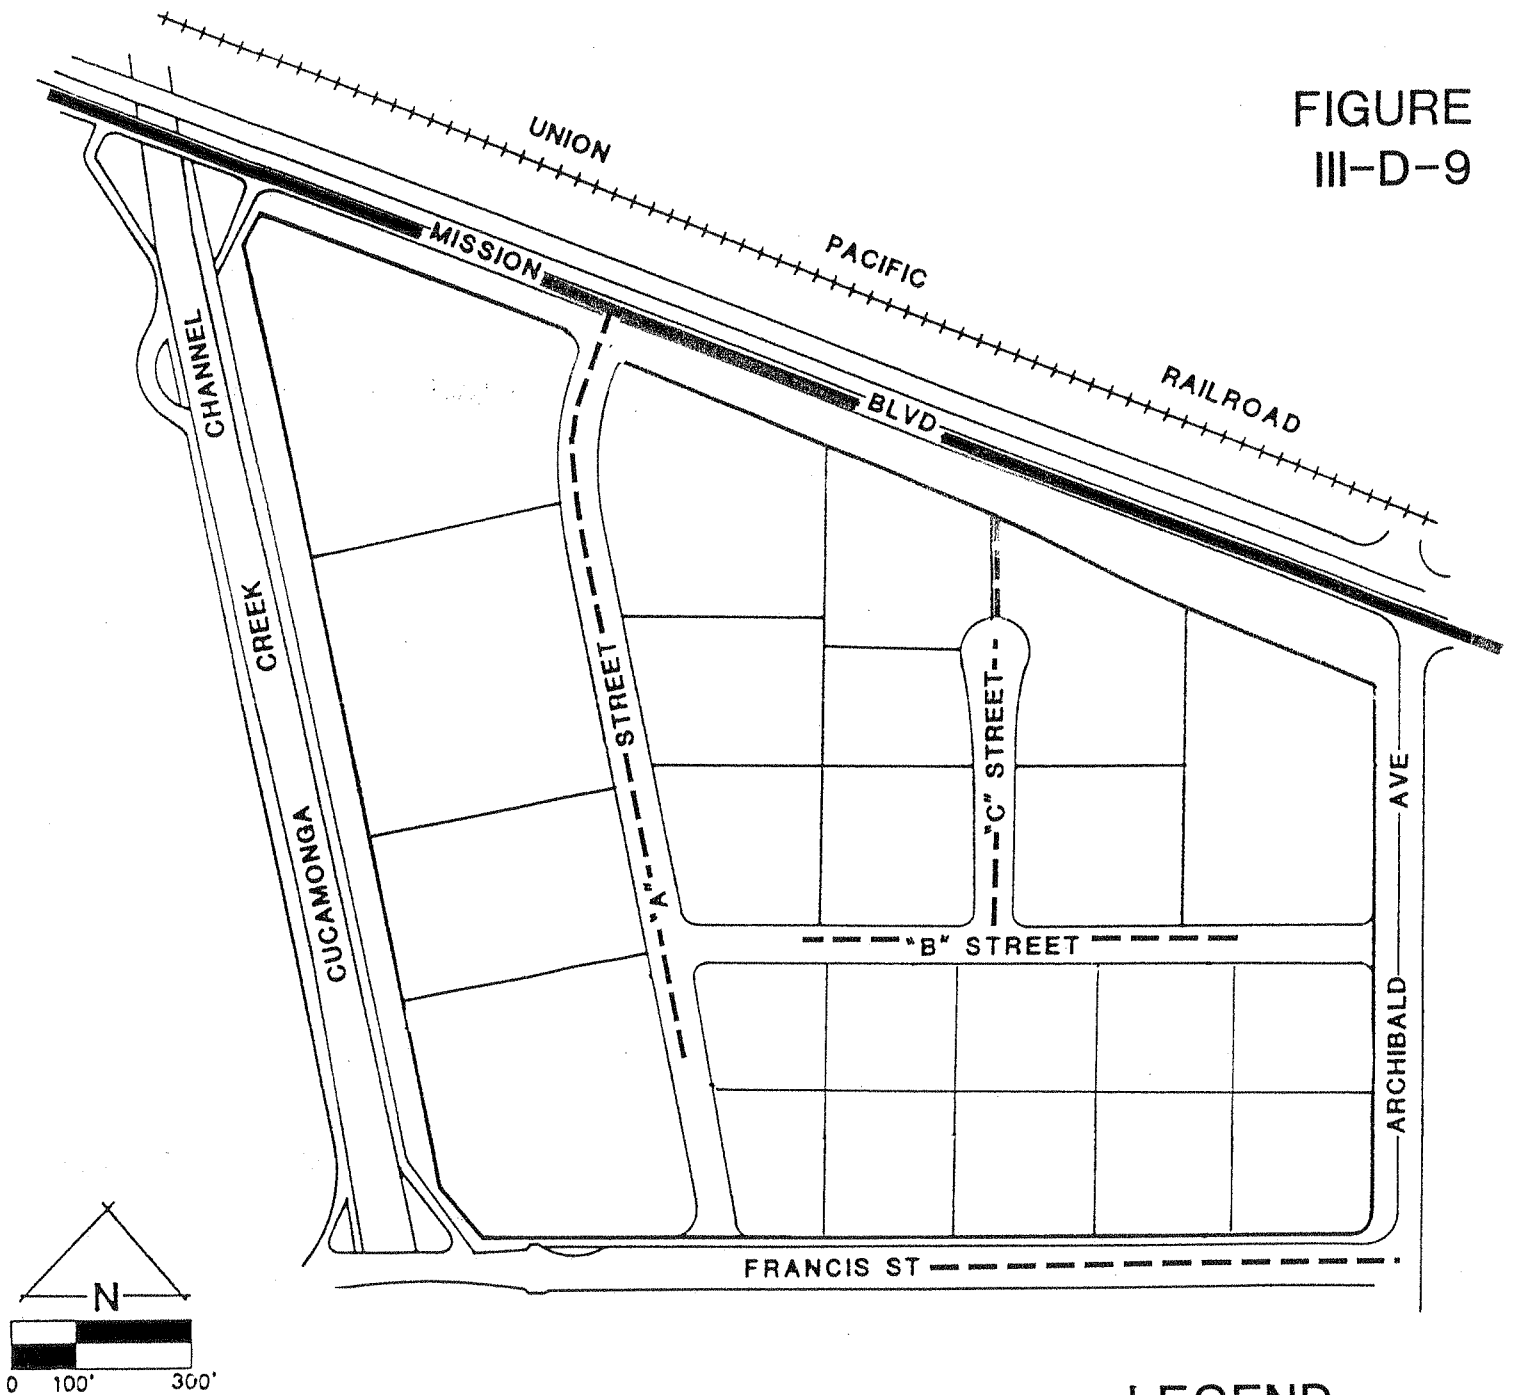 FIGURE
III-D-9
UNION
PACIFIC
RAILROAD
MISSION
BLVD
CHANNEL
CREEK
CUCAMONGA
STREET
"A"
"C" STREET
"B" STREET
AVE
ARCHIBALD
FRANCIS ST
N
0 100' 300'
LEGEND